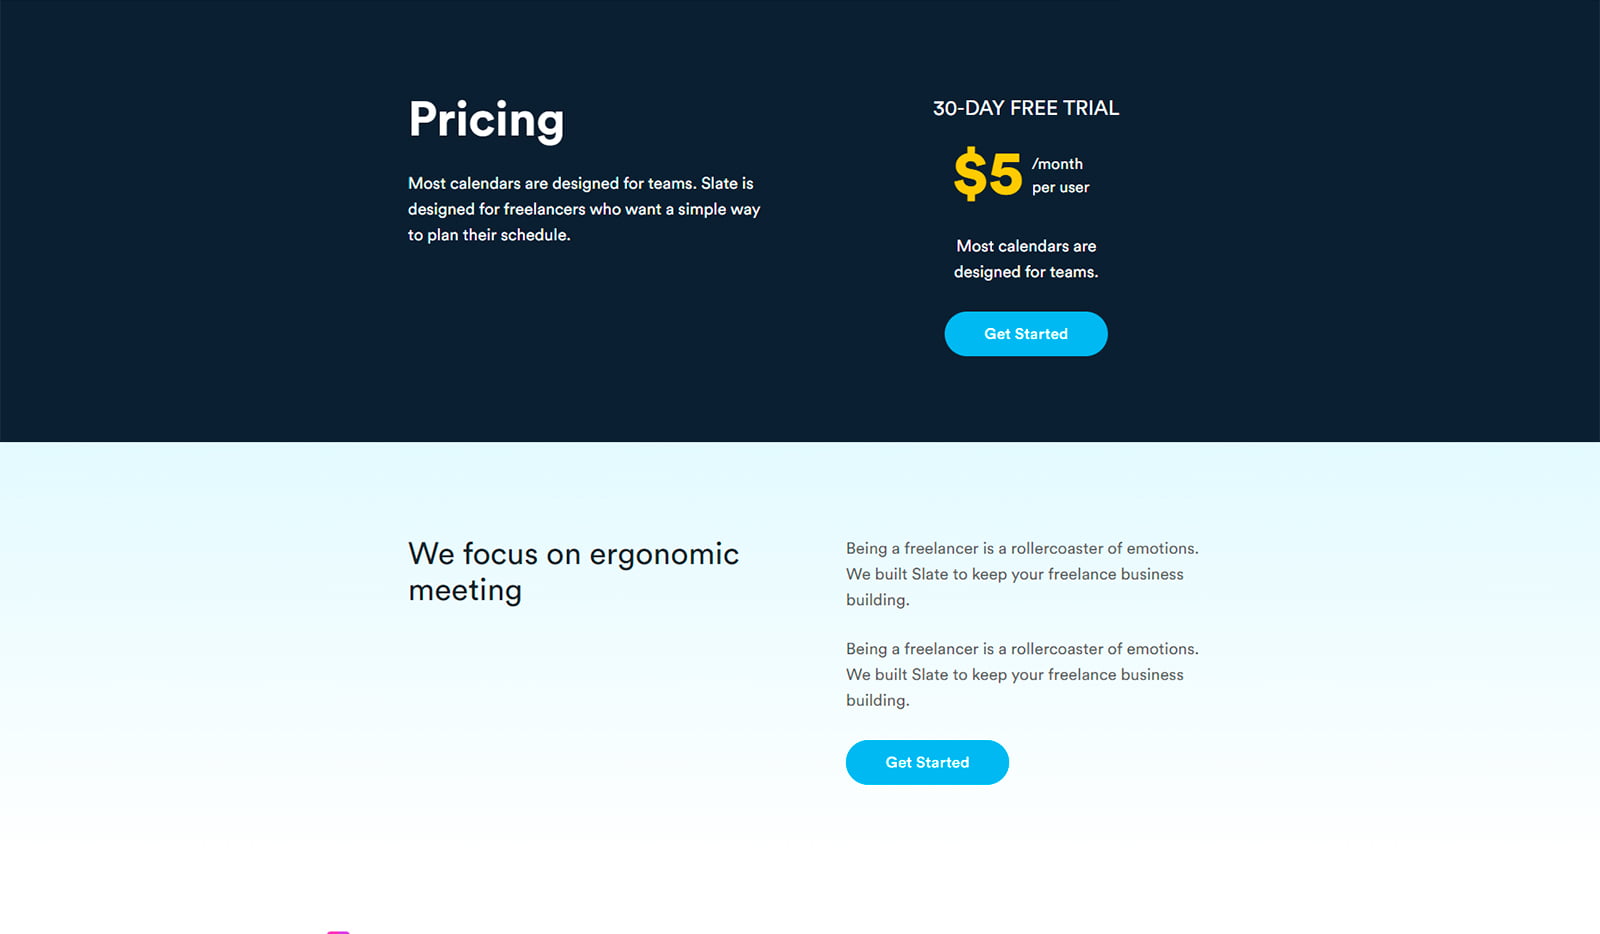 Pricing
Most calendars are designed for teams. Slate is
designed for freelancers who want a simple way
to plan their schedule.
30-DAY FREE TRIAL
$5 /month
per user
Most calendars are
designed for teams.
Get Started
We focus on ergonomic
meeting
Being a freelancer is a rollercoaster of emotions.
We built Slate to keep your freelance business
building.
Being a freelancer is a rollercoaster of emotions.
We built Slate to keep your freelance business
building.
Get Started